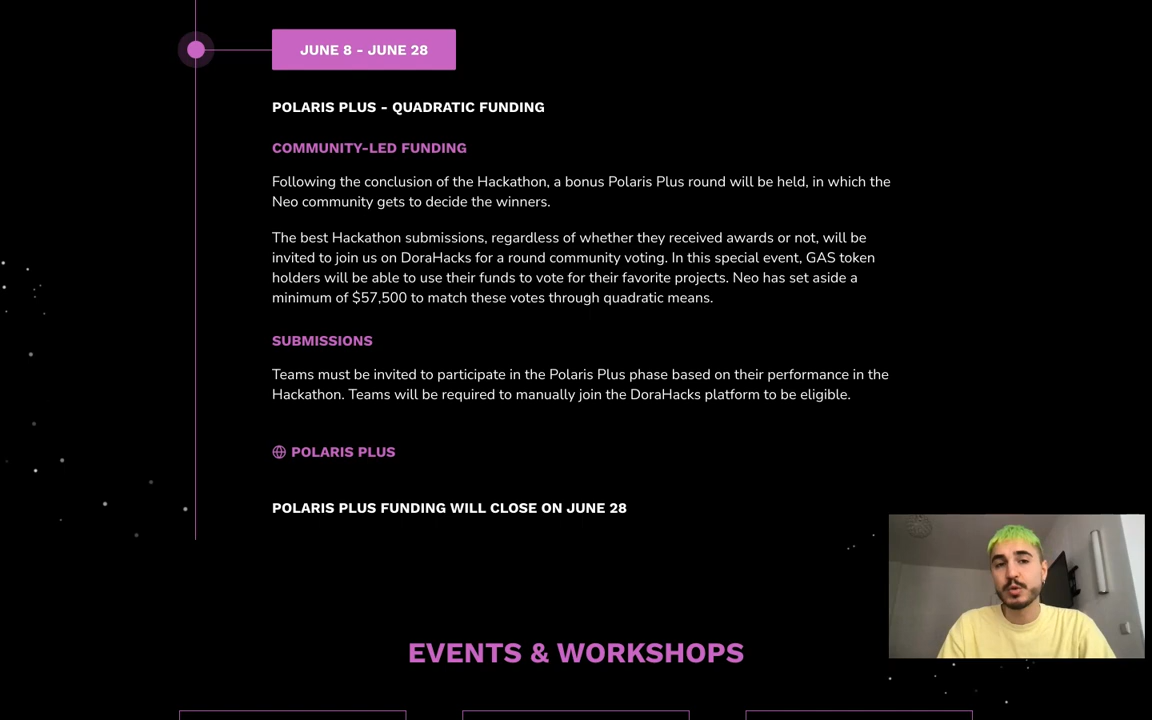 JUNE 8 - JUNE 28
POLARIS PLUS - QUADRATIC FUNDING
COMMUNITY-LED FUNDING
Following the conclusion of the Hackathon, a bonus Polaris Plus round will be held, in which the
Neo community gets to decide the winners.
The best Hackathon submissions, regardless of whether they received awards or not, will be
invited to join us on DoraHacks for a round community voting. In this special event, GAS token
holders will be able to use their funds to vote for their favorite projects. Neo has set aside a
minimum of $57,500 to match these votes through quadratic means.
SUBMISSIONS
Teams must be invited to participate in the Polaris Plus phase based on their performance in the
Hackathon. Teams will be required to manually join the DoraHacks platform to be eligible.
POLARIS PLUS
POLARIS PLUS FUNDING WILL CLOSE ON JUNE 28
EVENTS & WORKSHOPS